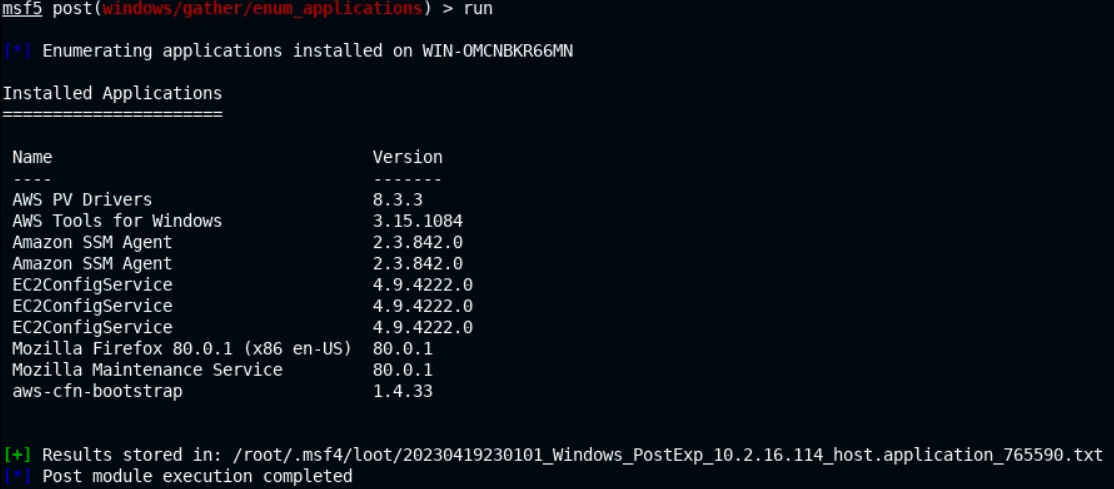 msf5 post(windows/gather/enum_applications) > run
[*] Enumerating applications installed on WIN-OMCNBKR66MN
Installed Applications
======================
Name Version
---- -------
AWS PV Drivers 8.3.3
AWS Tools for Windows 3.15.1084
Amazon SSM Agent 2.3.842.0
Amazon SSM Agent 2.3.842.0
EC2ConfigService 4.9.4222.0
EC2ConfigService 4.9.4222.0
EC2ConfigService 4.9.4222.0
Mozilla Firefox 80.0.1 (x86 en-US) 80.0.1
Mozilla Maintenance Service 80.0.1
aws-cfn-bootstrap 1.4.33
[+] Results stored in: /root/.msf4/loot/20230419230101_Windows_PostExp_10.2.16.114_host.application_765590.txt
[*] Post module execution completed